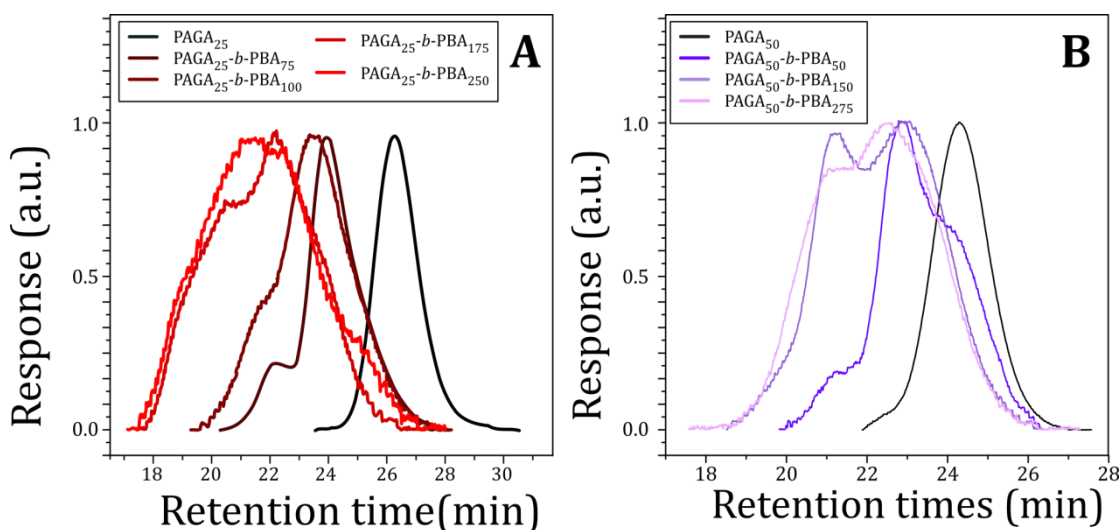 PAGA25
PAGA25-b-PBA75
PAGA25-b-PBA100
PAGA25-b-PBA175
PAGA25-b-PBA250
A
1.0
0.5
0.0
Response (a.u.)
18 20 22 24 26 28 30
Retention time(min)
PAGA50
PAGA50-b-PBA50
PAGA50-b-PBA150
PAGA50-b-PBA275
B
1.0
0.5
0.0
Response (a.u.)
18 20 22 24 26 28
Retention times (min)